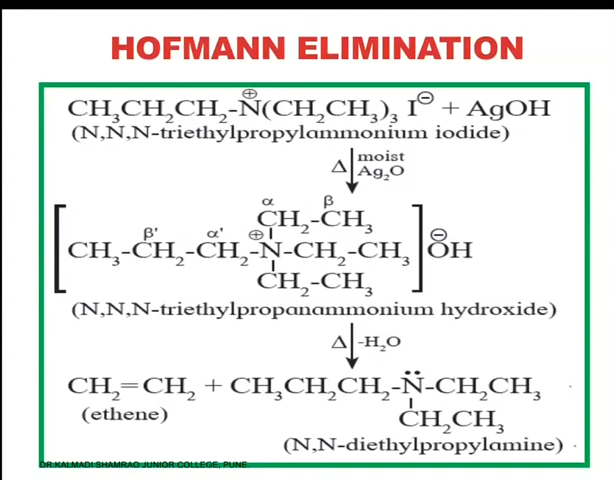 HOFMANN ELIMINATION
CH₃CH₂CH₂-N⊕(CH₂CH₃)₃ I⊖ + AgOH
(N,N,N-triethylpropylammonium iodide)
Δ moist
Ag₂O
α β
CH₂-CH₃
β' α' ⊕
[CH₃-CH₂-CH₂-N-CH₂-CH₃] ⊖OH
CH₂-CH₃
(N,N,N-triethylpropanammonium hydroxide)
Δ -H₂O
CH₂=CH₂ + CH₃CH₂CH₂-N̈-CH₂CH₃
(ethene)
CH₂CH₃
(N,N-diethylpropylamine)
DR KALMADI SHAMRAO JUNIOR COLLEGE, PUNE